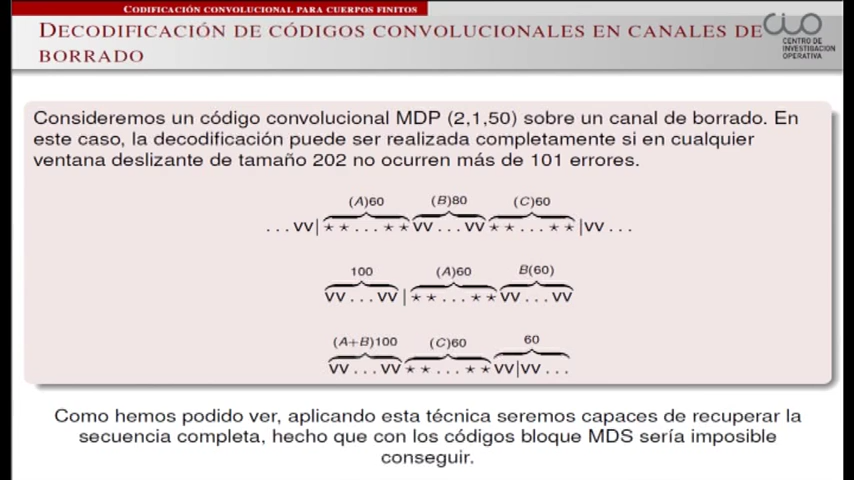 CODIFICACIÓN CONVOLUCIONAL PARA CUERPOS FINITOS
DECODIFICACIÓN DE CÓDIGOS CONVOLUCIONALES EN CANALES DE
BORRADO
CIO
CENTRO DE
INVESTIGACION
OPERATIVA
Consideremos un código convolucional MDP (2,1,50) sobre un canal de borrado. En
este caso, la decodificación puede ser realizada completamente si en cualquier
ventana deslizante de tamaño 202 no ocurren más de 101 errores.
(A)60 (B)80 (C)60
...vv|⋆⋆...⋆⋆vv...vv⋆⋆...⋆⋆|vv...
100 (A)60 B(60)
vv...vv|⋆⋆...⋆⋆vv...vv
(A+B)100 (C)60 60
vv...vv⋆⋆...⋆⋆vv|vv...
Como hemos podido ver, aplicando esta técnica seremos capaces de recuperar la
secuencia completa, hecho que con los códigos bloque MDS sería imposible
conseguir.